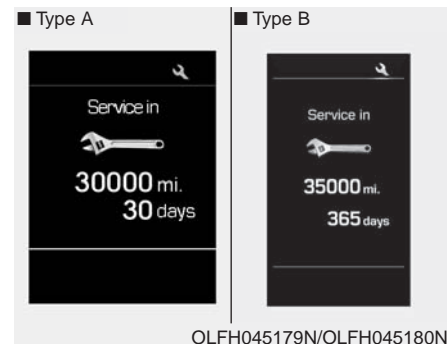 ■ Type A
Service in
30000 mi.
30 days
■ Type B
Service in
35000 mi.
365 days
OLFH045179N/OLFH045180N